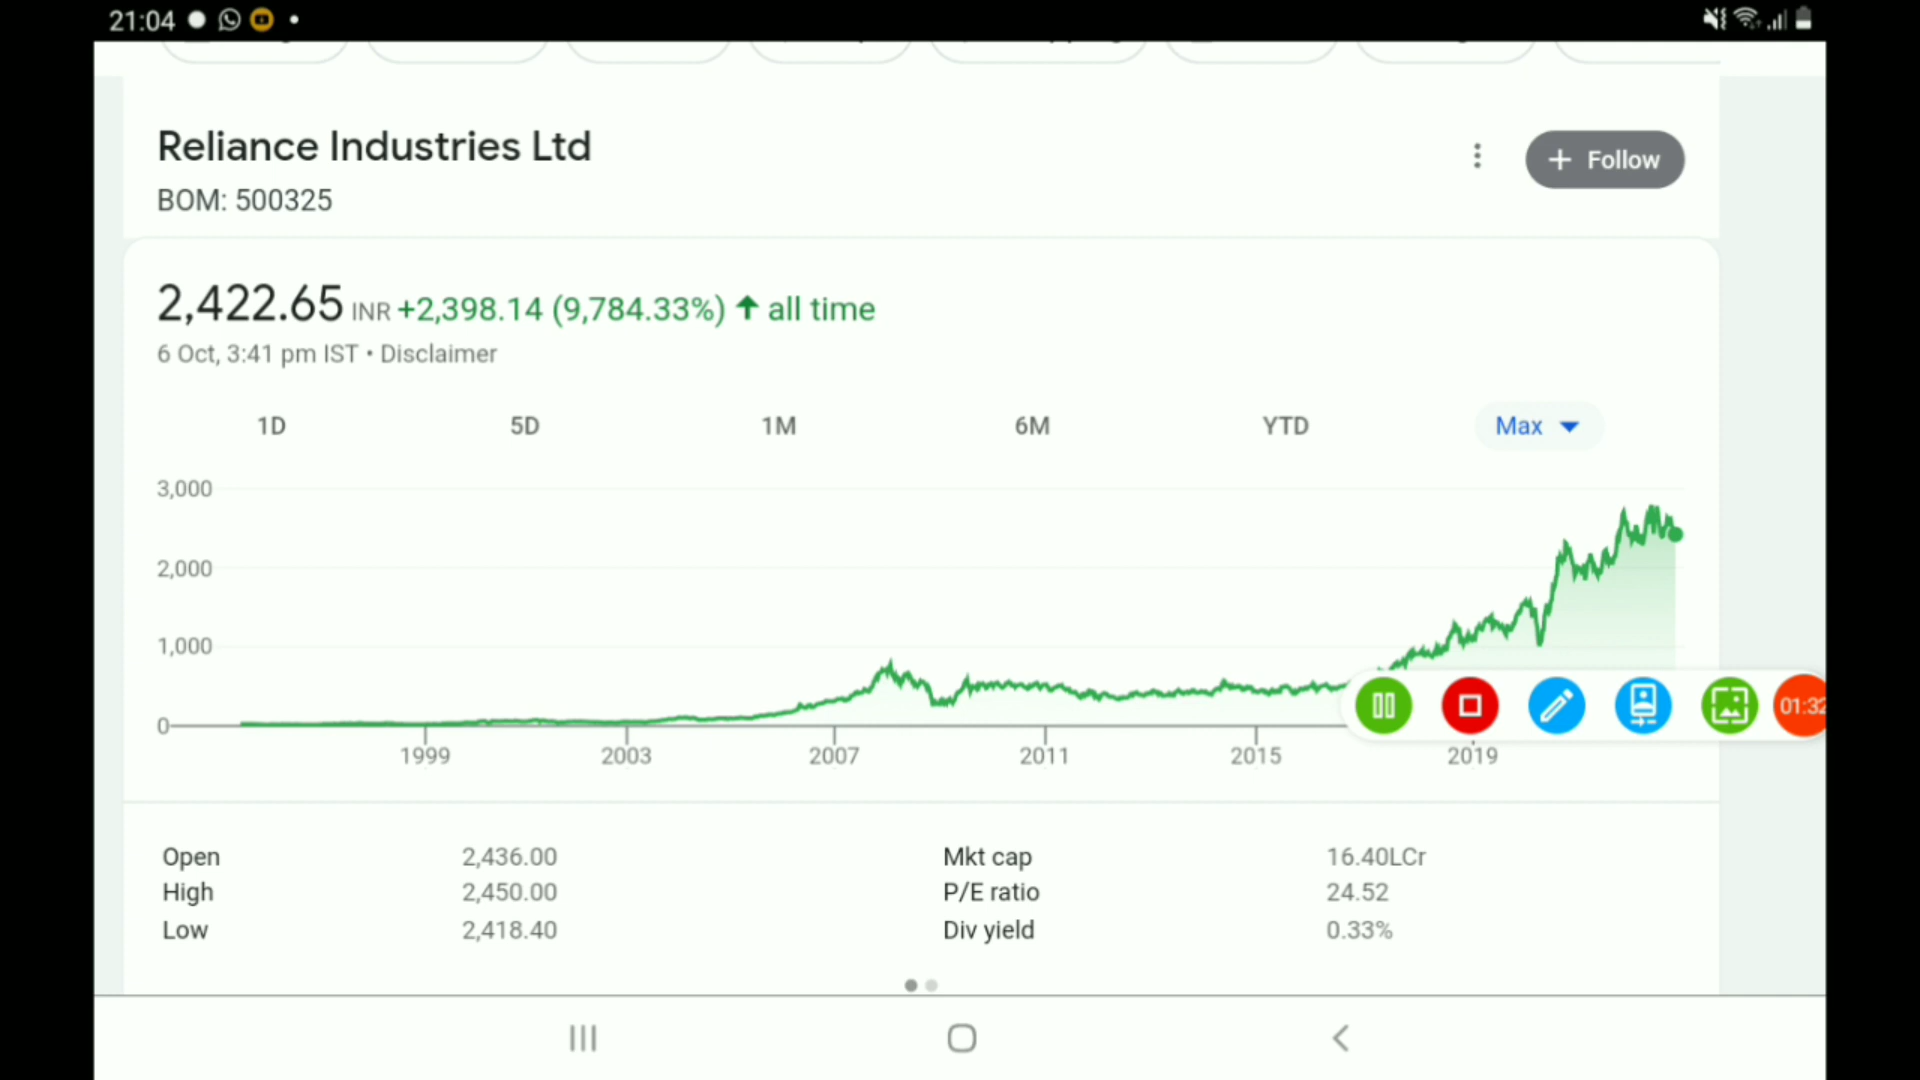 21:04
Reliance Industries Ltd
+ Follow
BOM: 500325
2,422.65 INR +2,398.14 (9,784.33%) ↑ all time
6 Oct, 3:41 pm IST • Disclaimer
1D 5D 1M 6M YTD Max
3,000
2,000
1,000
0
1999 2003 2007 2011 2015 2019
01:32
Open 2,436.00 Mkt cap 16.40LCr
High 2,450.00 P/E ratio 24.52
Low 2,418.40 Div yield 0.33%